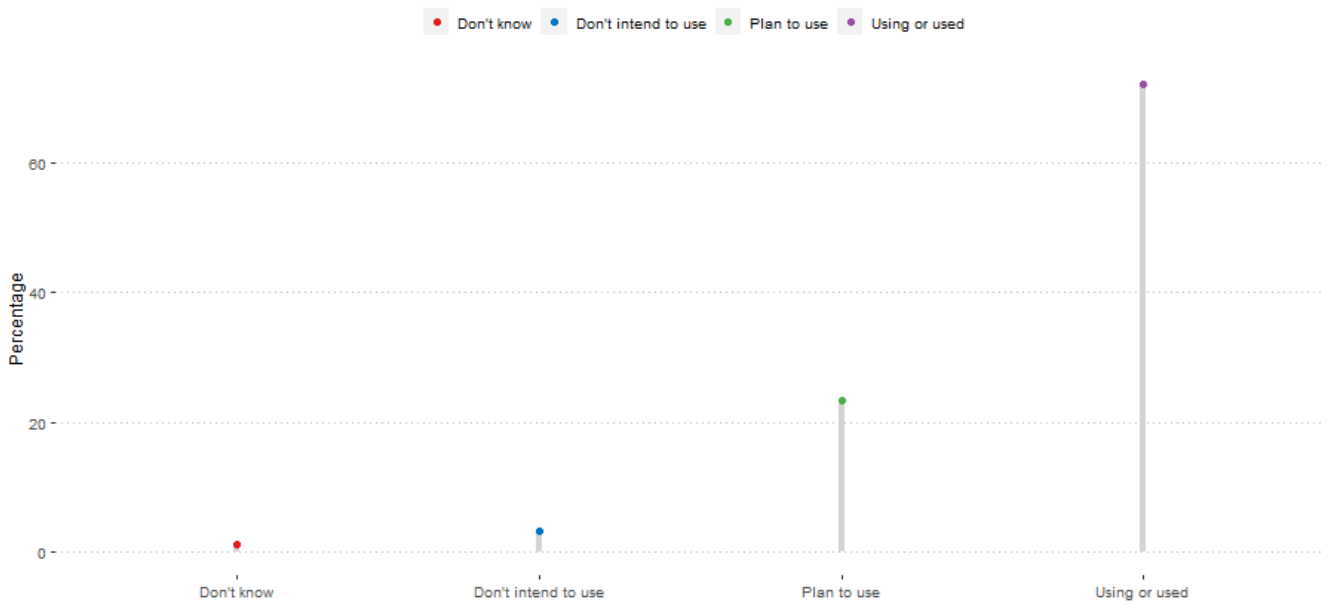 Don't know Don't intend to use Plan to use Using or used
Percentage
60
40
20
0
Don't know Don't intend to use Plan to use Using or used